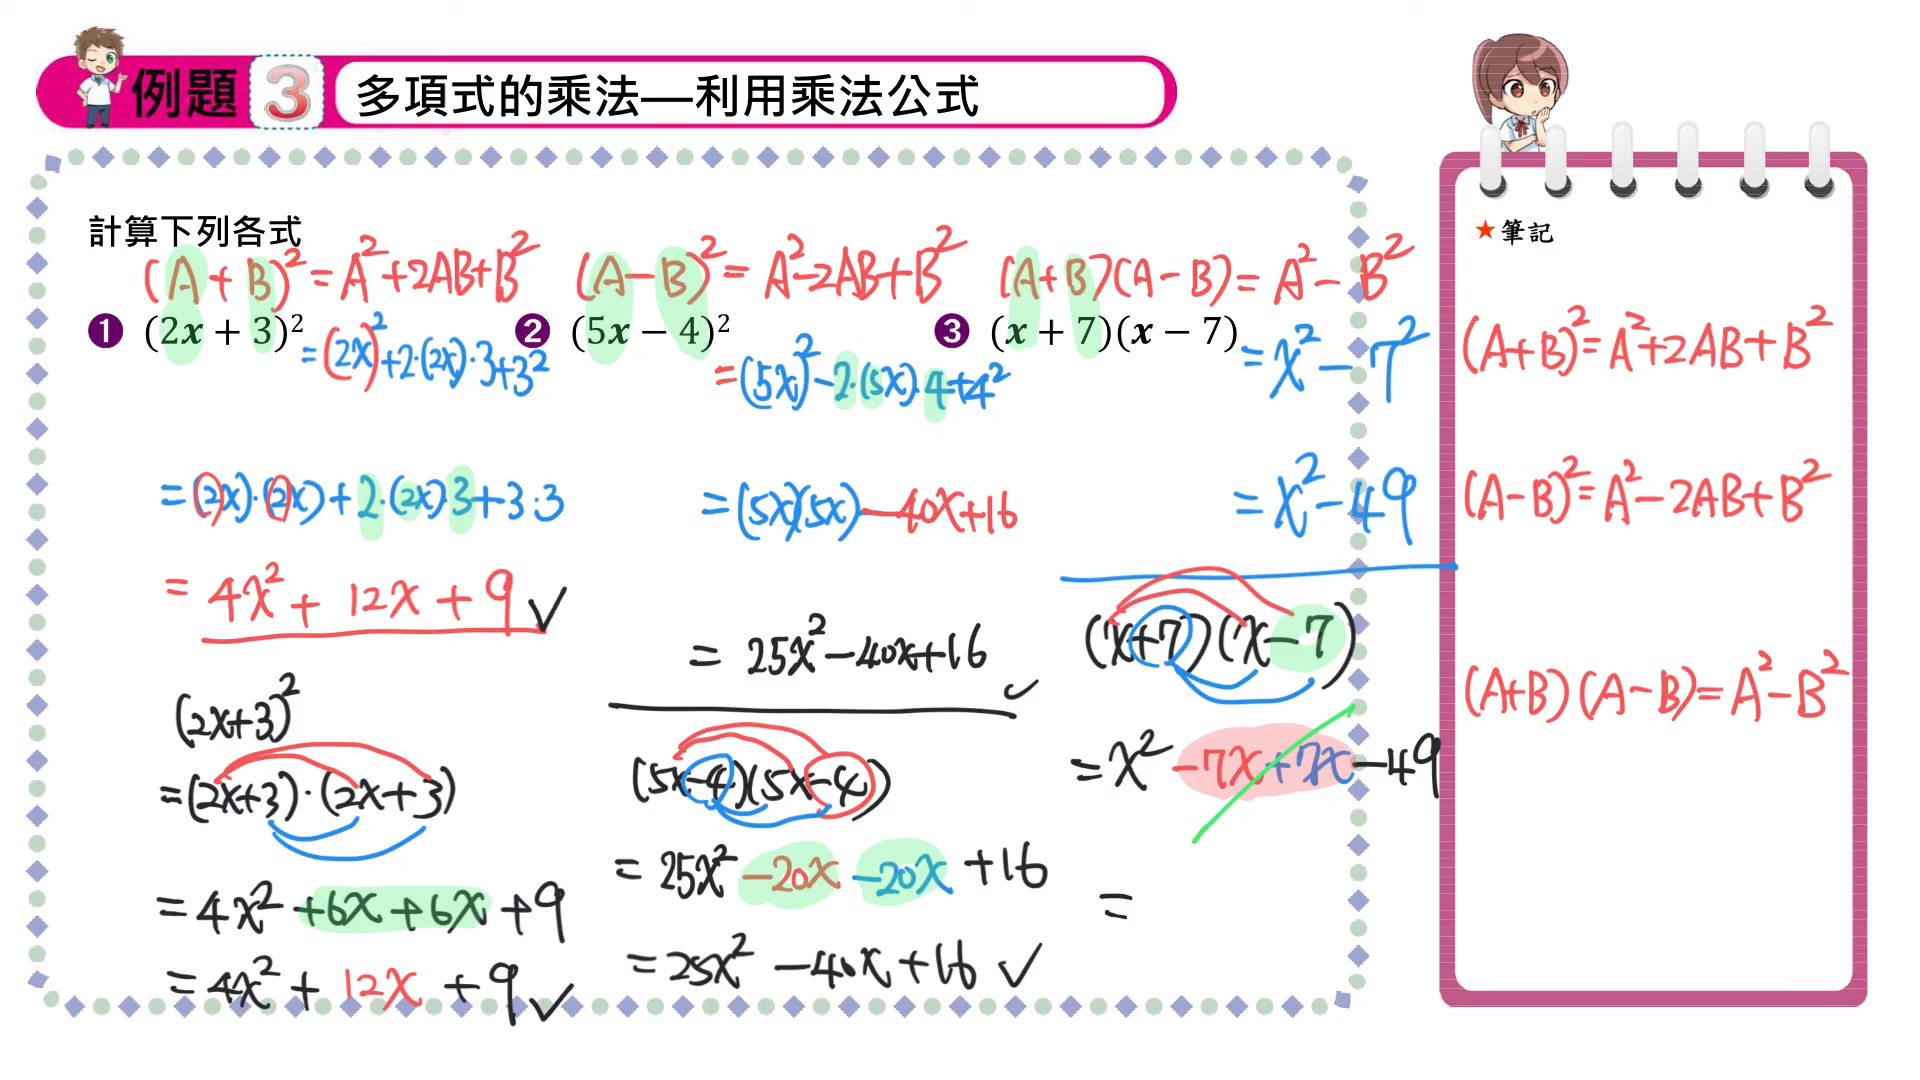 例題 3 多項式的乘法—利用乘法公式
計算下列各式
(A+B)²=A²+2AB+B²
❶ (2x + 3)²
=(2x)²+2·(2x)·3+3²
=(2x)·(2x)+2·(2x)·3+3·3
=4x²+12x+9✓
(2x+3)²
=(2x+3)·(2x+3)
=4x²+6x+6x+9
=4x²+12x+9✓
(A-B)²=A²-2AB+B²
❷ (5x − 4)²
=(5x)²-2·(5x)·4+4²
=(5x)(5x)-40x+16
=25x²-40x+16✓
(5x-4)(5x-4)
=25x²-20x-20x+16
=25x²-40x+16✓
(A+B)(A-B)=A²-B²
❸ (x + 7)(x − 7)
=x²-7²
=x²-49
(x+7)(x-7)
=x²-7x+7x-49
=
★筆記
(A+B)²=A²+2AB+B²
(A-B)²=A²-2AB+B²
(A+B)(A-B)=A²-B²